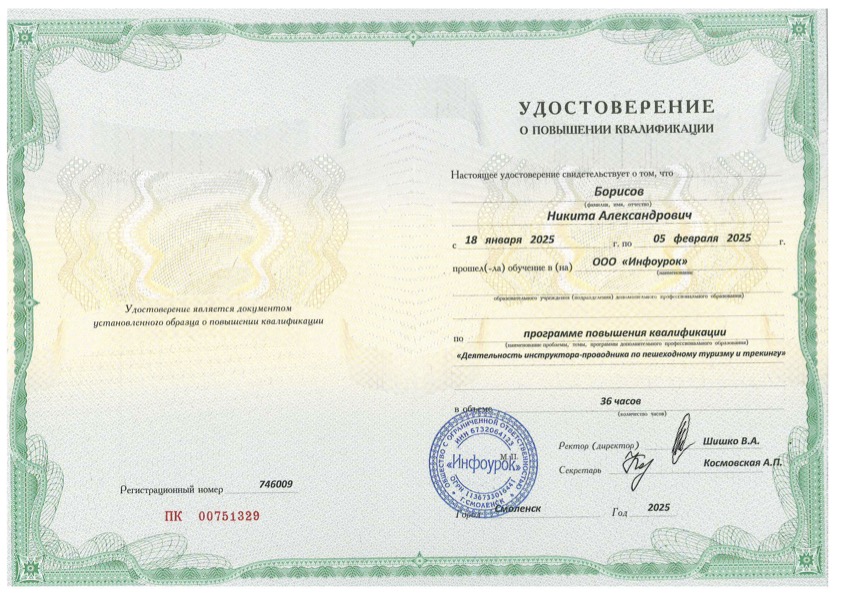 Удостоверение является документом
установленного образца о повышении квалификации
Регистрационный номер 746009
ПК 00751329
УДОСТОВЕРЕНИЕ
О ПОВЫШЕНИИ КВАЛИФИКАЦИИ
Настоящее удостоверение свидетельствует о том, что
Борисов
(фамилия, имя, отчество)
Никита Александрович
с 18 января 2025 г. по 05 февраля 2025 г.
прошел(-ла) обучение в (на) ООО «Инфоурок»
(наименование)
образовательного учреждения (подразделения) дополнительного профессионального образования)
по программе повышения квалификации
(наименование проблемы, темы, программы дополнительного профессионального образования)
«Деятельность инструктора-проводника по пешеходному туризму и трекингу»
в объеме 36 часов
(количество часов)
Ректор (директор) Шишко В.А.
Секретарь Космовская А.П.
М.П.
ОБЩЕСТВО С ОГРАНИЧЕННОЙ ОТВЕТСТВЕННОСТЬЮ
ИНН 6732064123
«Инфоурок»
ОГРН 1136733016441
Г.СМОЛЕНСК
Город Смоленск Год 2025